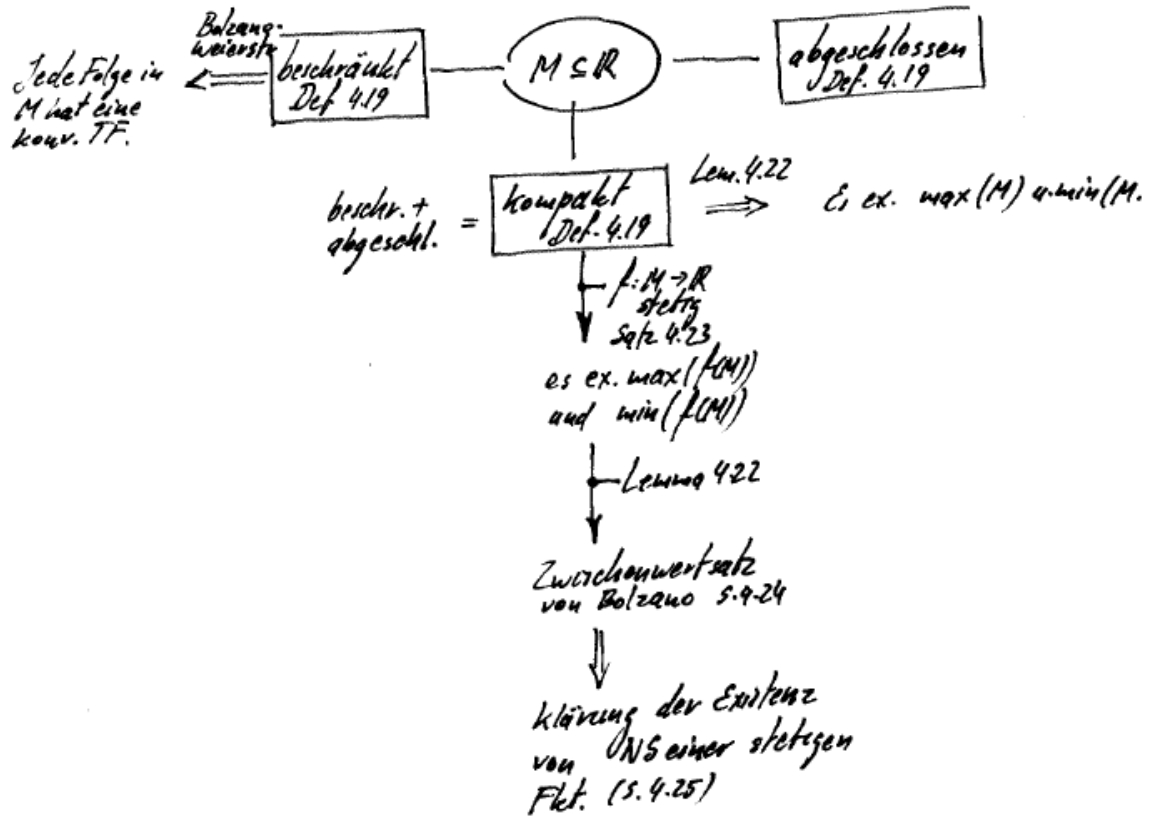 Bolzano-
weierstr.
Jede Folge in
M hat eine
konv. TF.
beschränkt
Def 4.19
M ⊆ ℝ
abgeschlossen
Def. 4.19
beschr. +
abgeschl.
=
kompakt
Def. 4.19
Lem. 4.22
Es ex. max(M) u. min(M.
f: M → ℝ
stetig
Satz 4.23
es ex. max(f(M))
und min(f(M))
Lemma 4.22
Zwischenwertsatz
von Bolzano S. 4.24
Klärung der Existenz
von NS einer stetigen
Fkt. (S. 4.25)